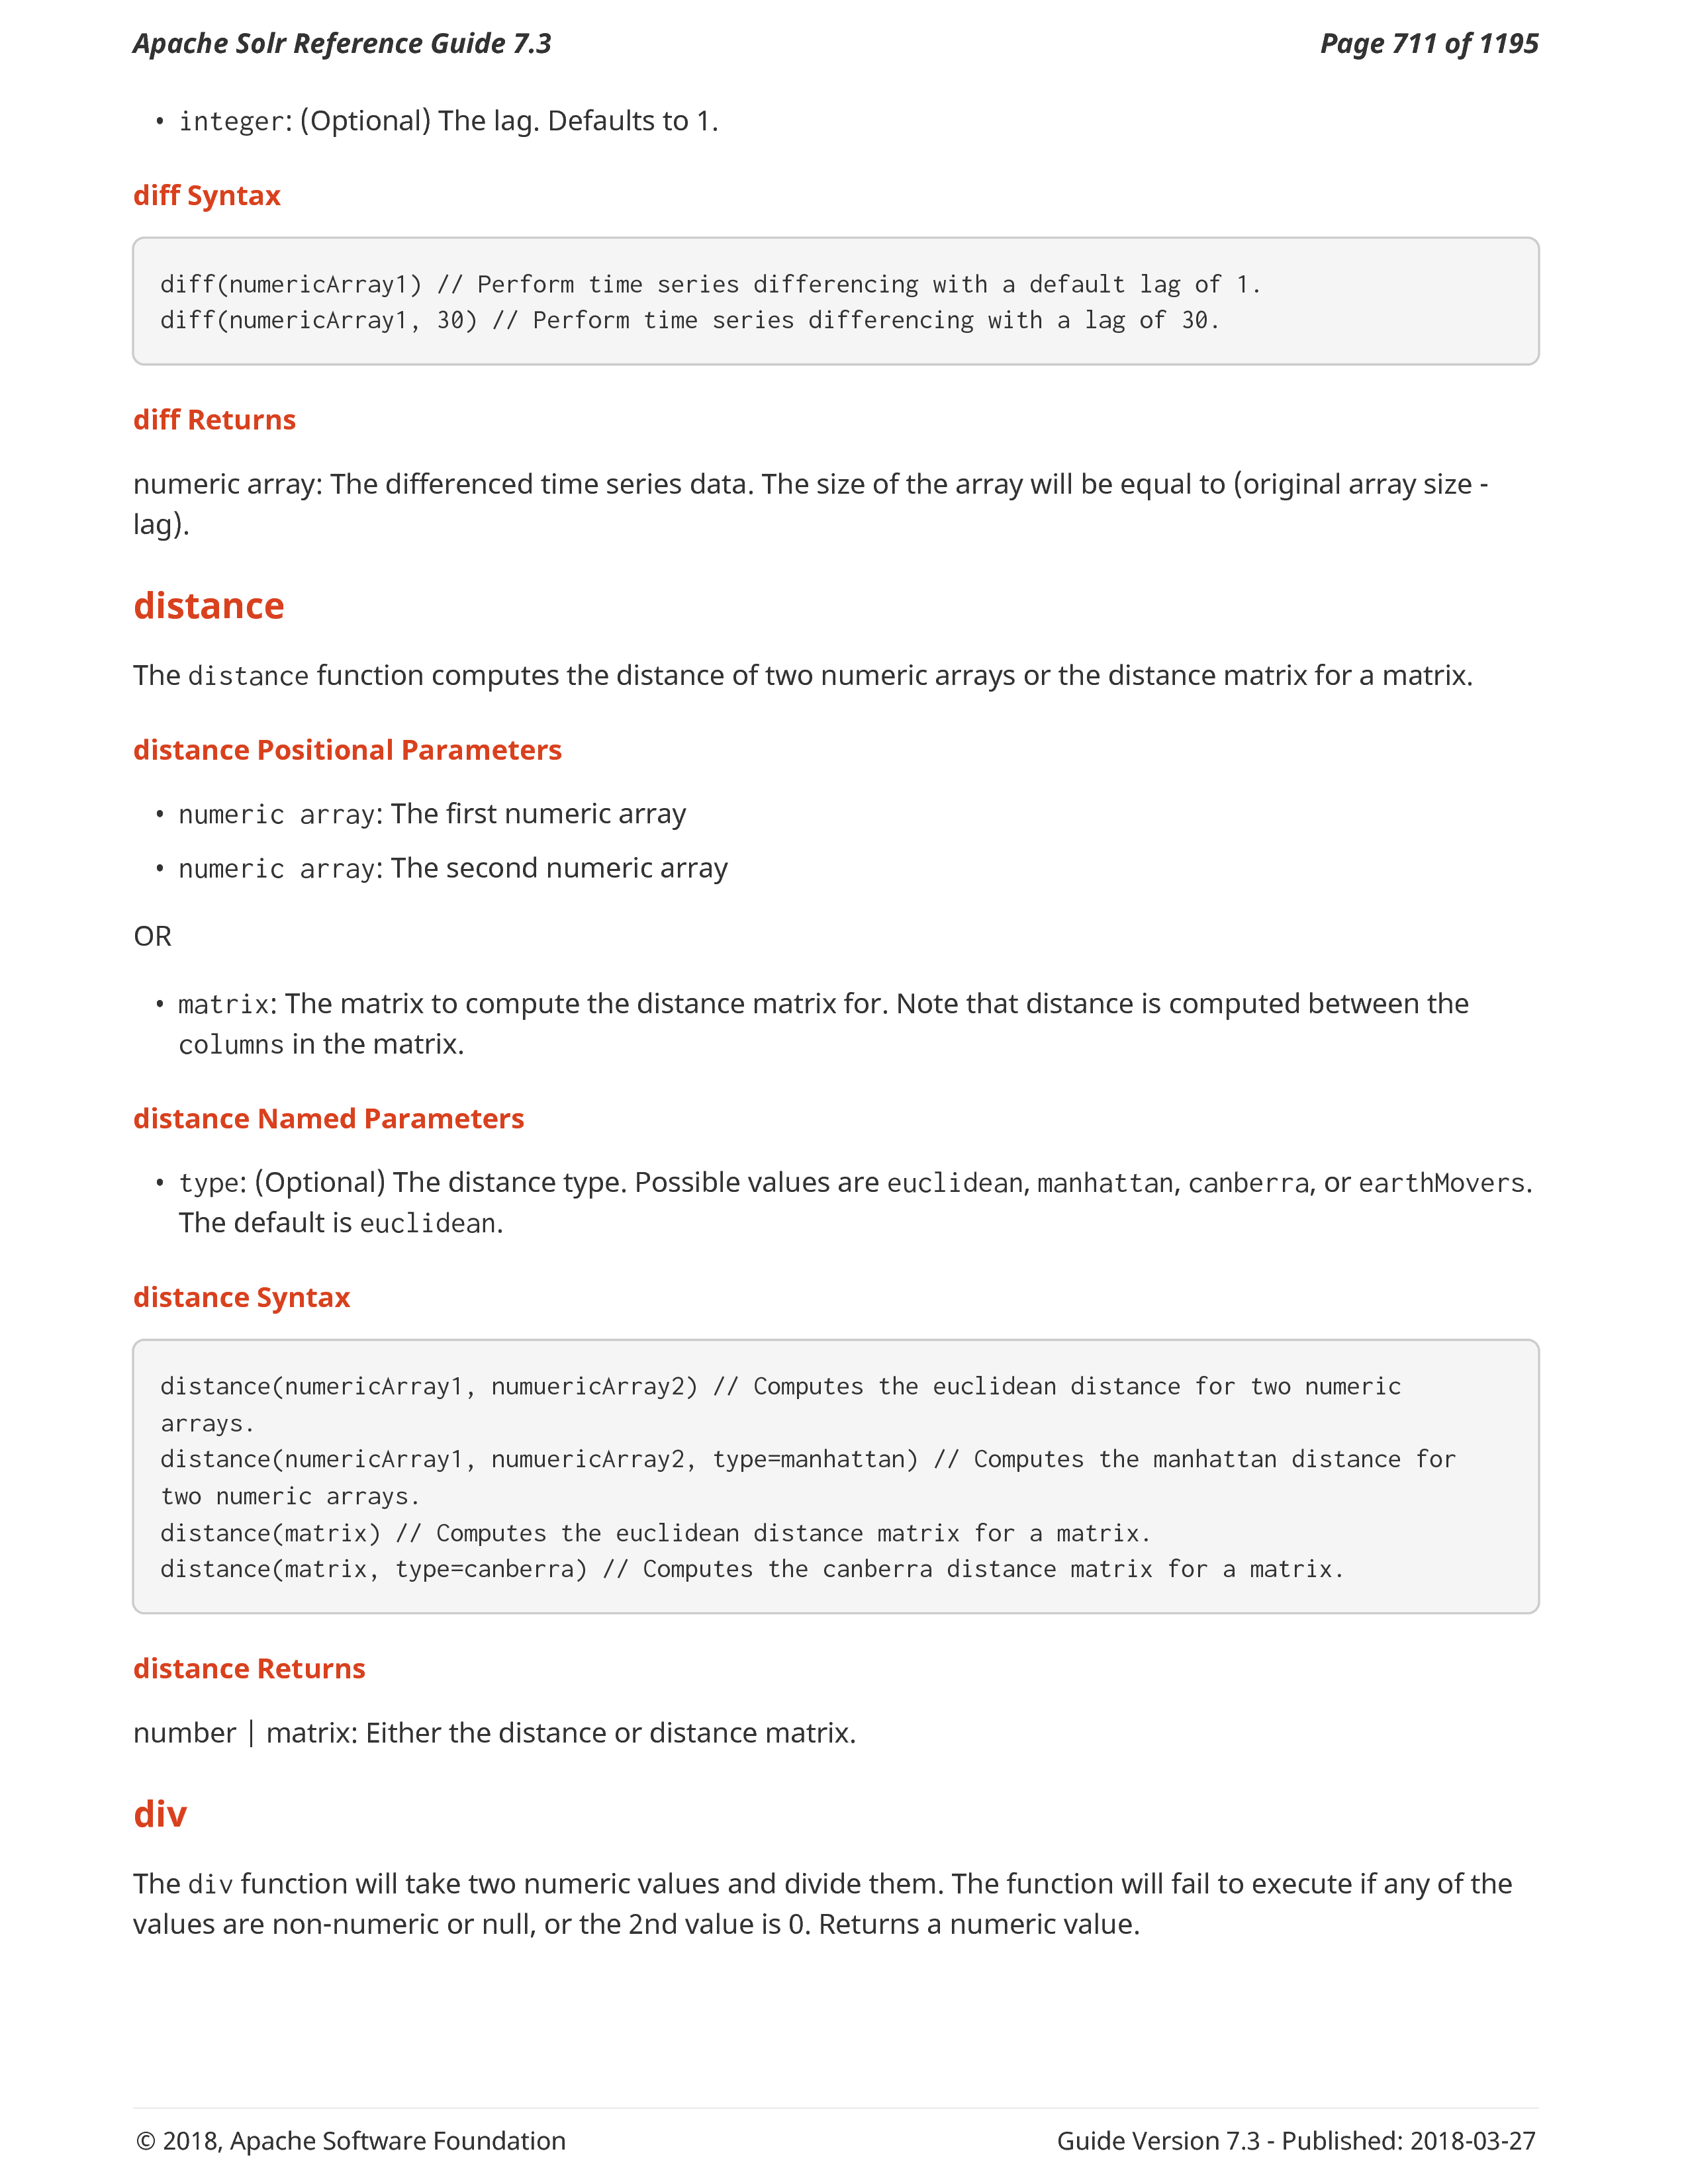 Apache Solr Reference Guide 7.3
Page 711 of 1195
• integer: (Optional) The lag. Defaults to 1.
diff Syntax
diff(numericArray1) // Perform time series differencing with a default lag of 1.
diff(numericArray1, 30) // Perform time series differencing with a lag of 30.
diff Returns
numeric array: The differenced time series data. The size of the array will be equal to (original array size -
lag).
distance
The distance function computes the distance of two numeric arrays or the distance matrix for a matrix.
distance Positional Parameters
• numeric array: The first numeric array
• numeric array: The second numeric array
OR
• matrix: The matrix to compute the distance matrix for. Note that distance is computed between the
columns in the matrix.
distance Named Parameters
• type: (Optional) The distance type. Possible values are euclidean, manhattan, canberra, or earthMovers.
The default is euclidean.
distance Syntax
distance(numericArray1, numuericArray2) // Computes the euclidean distance for two numeric
arrays.
distance(numericArray1, numuericArray2, type=manhattan) // Computes the manhattan distance for
two numeric arrays.
distance(matrix) // Computes the euclidean distance matrix for a matrix.
distance(matrix, type=canberra) // Computes the canberra distance matrix for a matrix.
distance Returns
number | matrix: Either the distance or distance matrix.
div
The div function will take two numeric values and divide them. The function will fail to execute if any of the
values are non-numeric or null, or the 2nd value is 0. Returns a numeric value.
© 2018, Apache Software Foundation
Guide Version 7.3 - Published: 2018-03-27